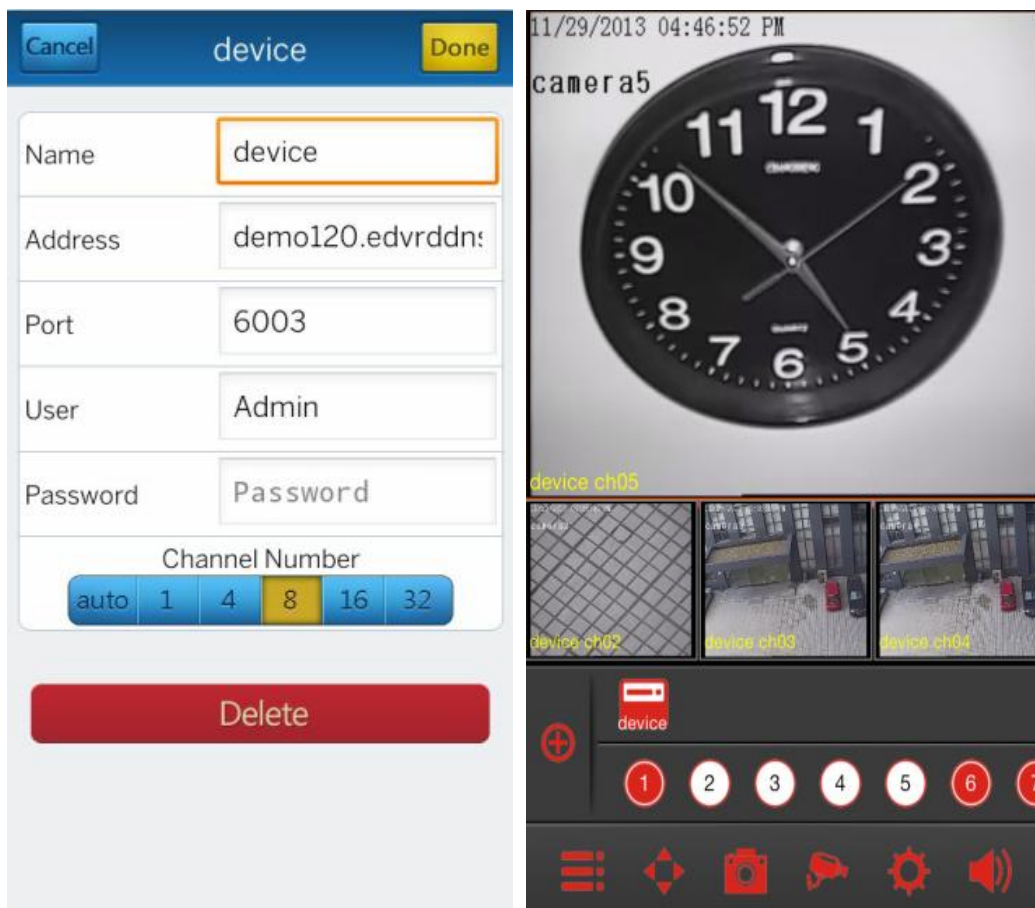 Cancel
device
Done
Name
device
Address
demo120.edvrddns
Port
6003
User
Admin
Password
Password
Channel Number
auto 1 4 8 16 32
Delete
11/29/2013 04:46:52 PM
camera5
12
11 1
10 2
9 3
8 4
7 5
6
device ch05
device ch02
device ch03
device ch04
device
1 2 3 4 5 6 7